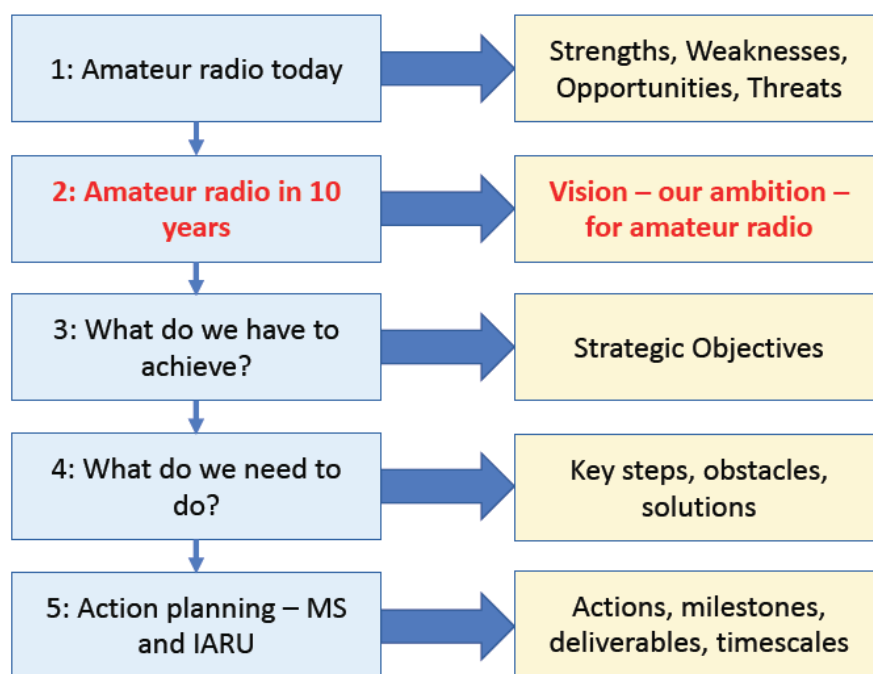 1: Amateur radio today
Strengths, Weaknesses,
Opportunities, Threats
2: Amateur radio in 10
years
Vision – our ambition –
for amateur radio
3: What do we have to
achieve?
Strategic Objectives
4: What do we need to
do?
Key steps, obstacles,
solutions
5: Action planning – MS
and IARU
Actions, milestones,
deliverables, timescales